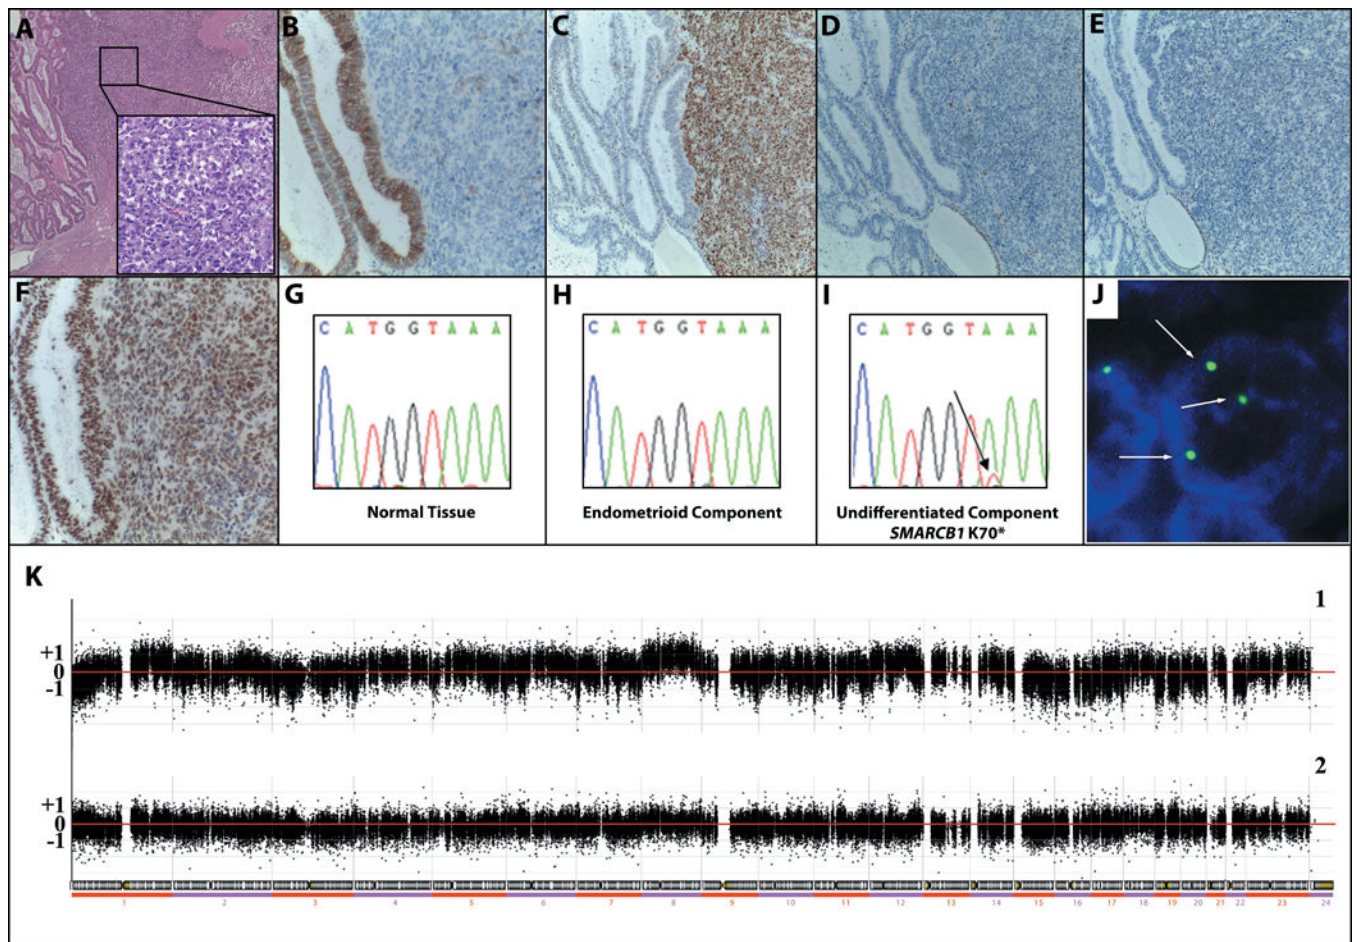 A
B
C
D
E
F
G
C A T G G T A A A
Normal Tissue
H
C A T G G T A A A
Endometrioid Component
I
C A T G G T A A A
Undifferentiated Component
SMARCB1 K70*
J
K
1
+1
0
-1
2
+1
0
-1
1 2 3 4 5 6 7 8 9 10 11 12 13 14 15 16 17 18 19 20 21 22 23 24